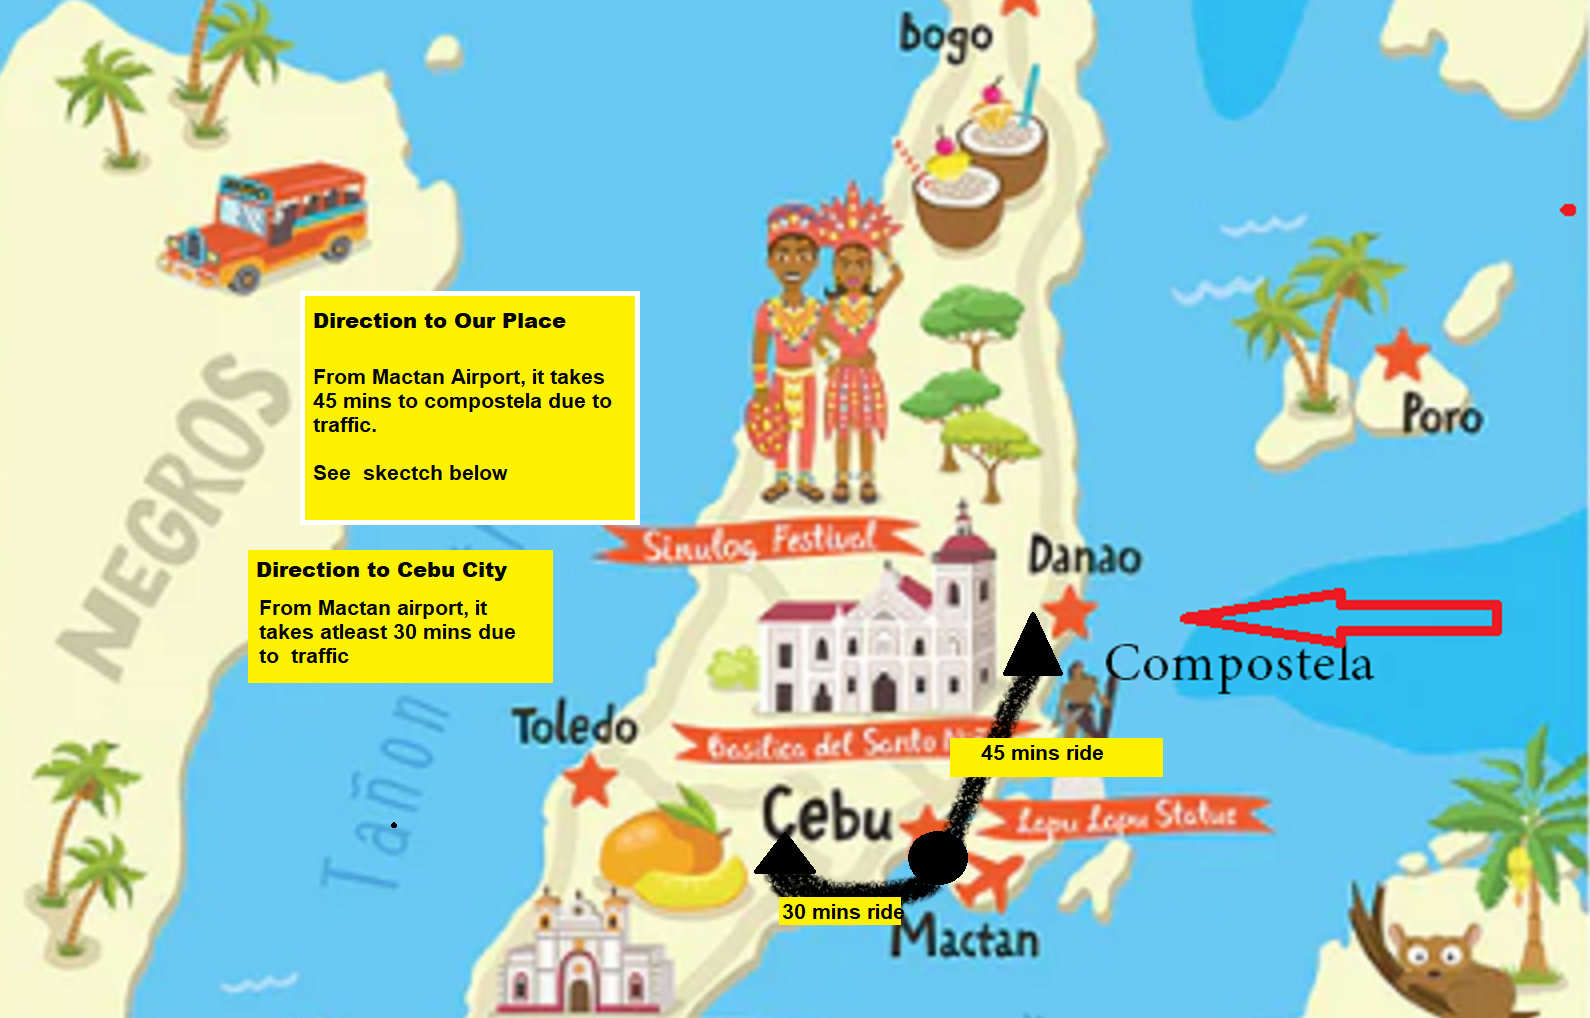 bogo
Direction to Our Place
From Mactan Airport, it takes
45 mins to compostela due to
traffic.
See skectch below
NEGROS
Poro
Sinulog Festival
Danao
Direction to Cebu City
From Mactan airport, it
takes atleast 30 mins due
to traffic
Compostela
Toledo
Tañon
Basilica del Santo
45 mins ride
Cebu
Lapu Lapu Statue
30 mins ride
Mactan